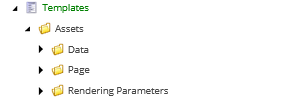 Templates
Assets
Data
Page
Rendering Parameters